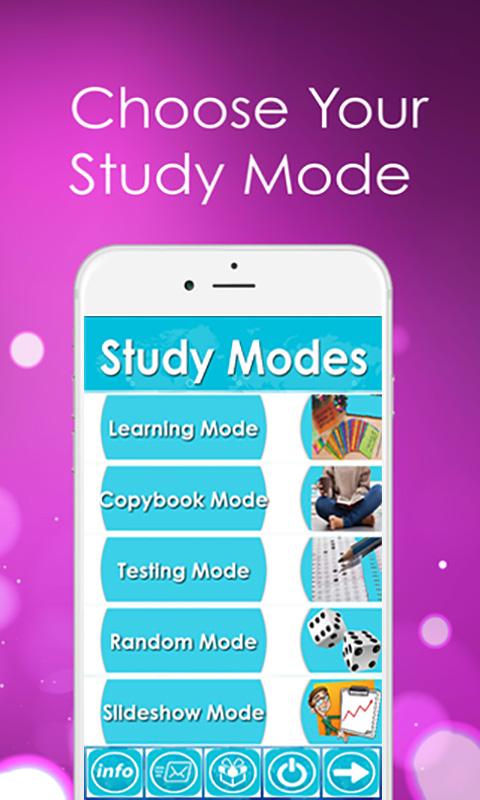 Choose Your
Study Mode
Study Modes
Learning Mode
Copybook Mode
Testing Mode
Random Mode
Slideshow Mode
info